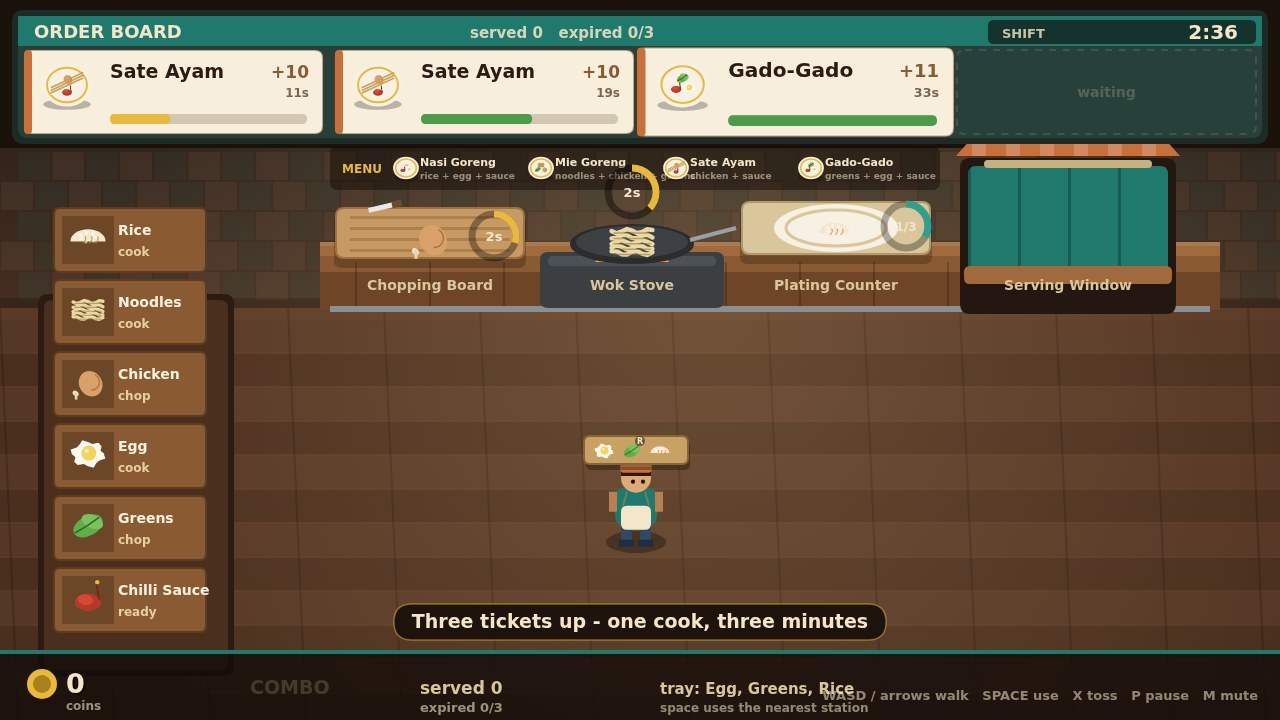 ORDER BOARD
served 0 expired 0/3
SHIFT 2:36
Sate Ayam +10
11s
Sate Ayam +10
19s
Gado-Gado +11
33s
waiting
MENU
Nasi Goreng
rice + egg + sauce
Mie Goreng
noodles + chicken + greens
Sate Ayam
chicken + sauce
Gado-Gado
greens + egg + sauce
2s
2s
1/3
Chopping Board
Wok Stove
Plating Counter
Serving Window
Rice
cook
Noodles
cook
Chicken
chop
Egg
cook
Greens
chop
Chilli Sauce
ready
R
Three tickets up - one cook, three minutes
0
coins
COMBO
served 0
expired 0/3
tray: Egg, Greens, Rice
space uses the nearest station
WASD / arrows walk SPACE use X toss P pause M mute